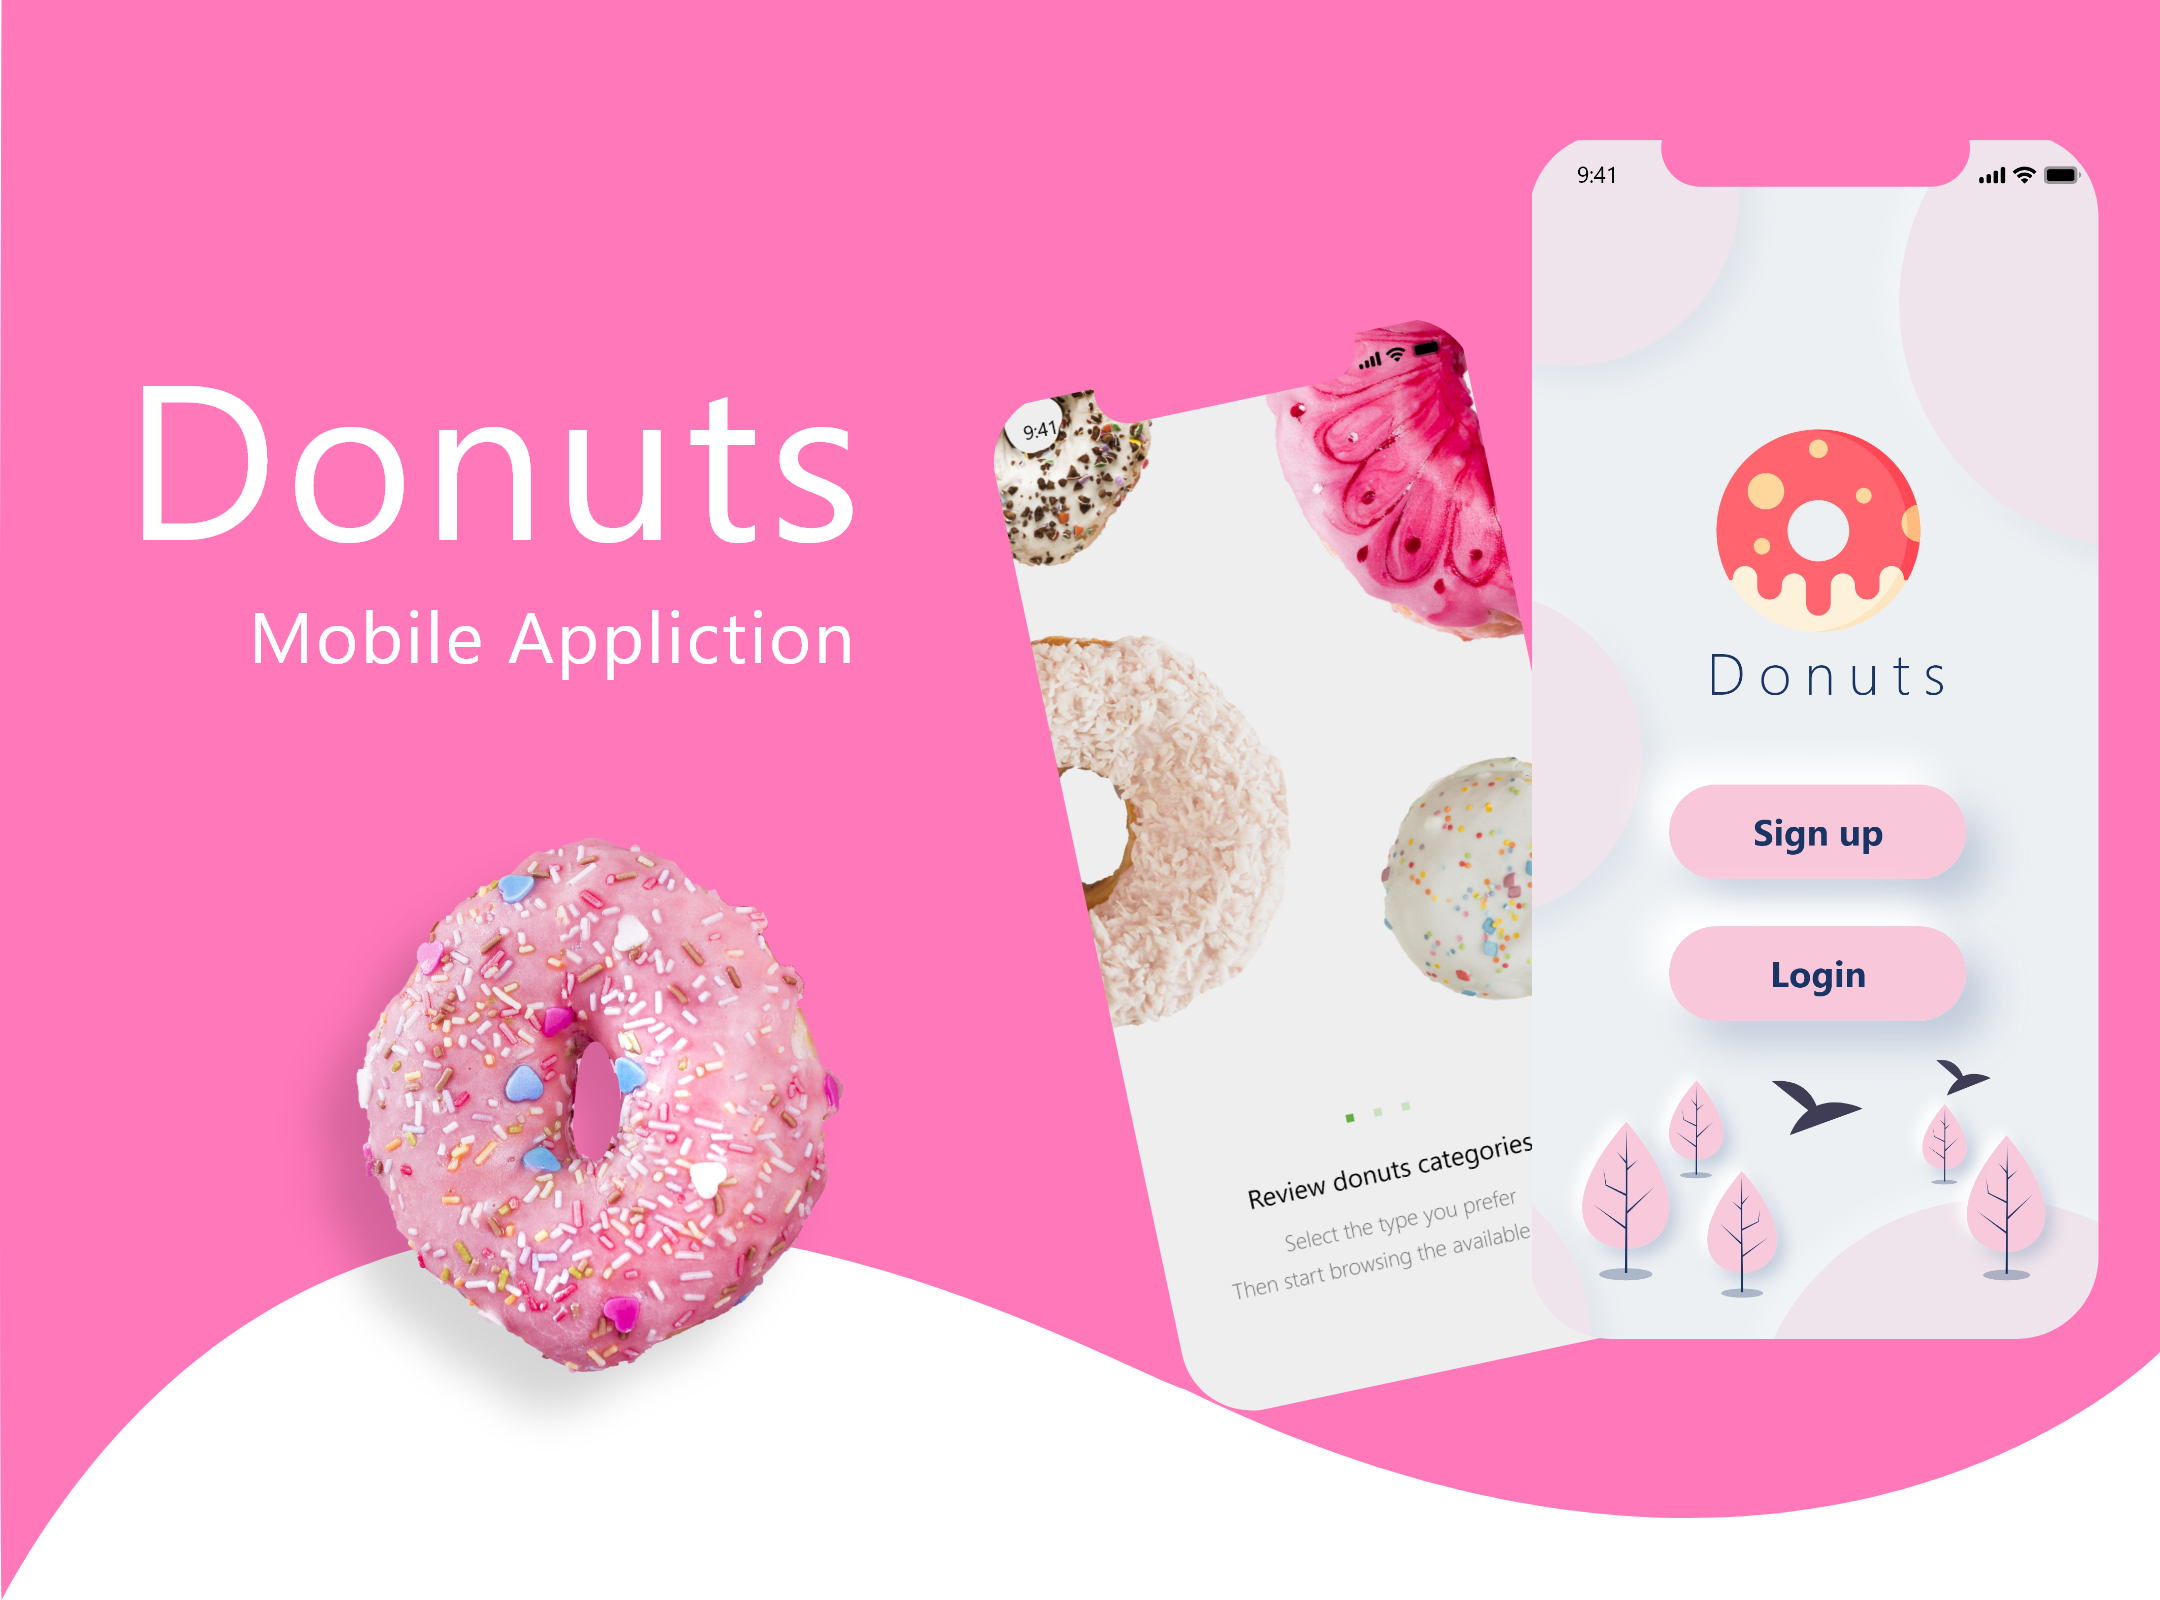 Donuts
Mobile Appliction
9:41
Review donuts categories
Select the type you prefer
Then start browsing the available
9:41
Donuts
Sign up
Login